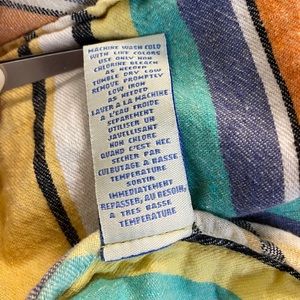 MACHINE WASH COLD
WITH LIKE COLORS
USE ONLY NON
CHLORINE BLEACH
AS NEEDED
TUMBLE DRY LOW
REMOVE PROMPTLY
LOW IRON
AS NEEDED
LAVER A LA MACHINE
A L'EAU FROIDE
SEPAREMENT
UTILISER UN
JAVELLISANT
NON CHLORE
QUAND C'EST NEC
SECHER PAR
CULBUTAGE A BASSE
TEMPERATURE
SORTIR
IMMEDIATEMENT
REPASSER, AU BESOIN,
A TRES BASSE
TEMPERATURE